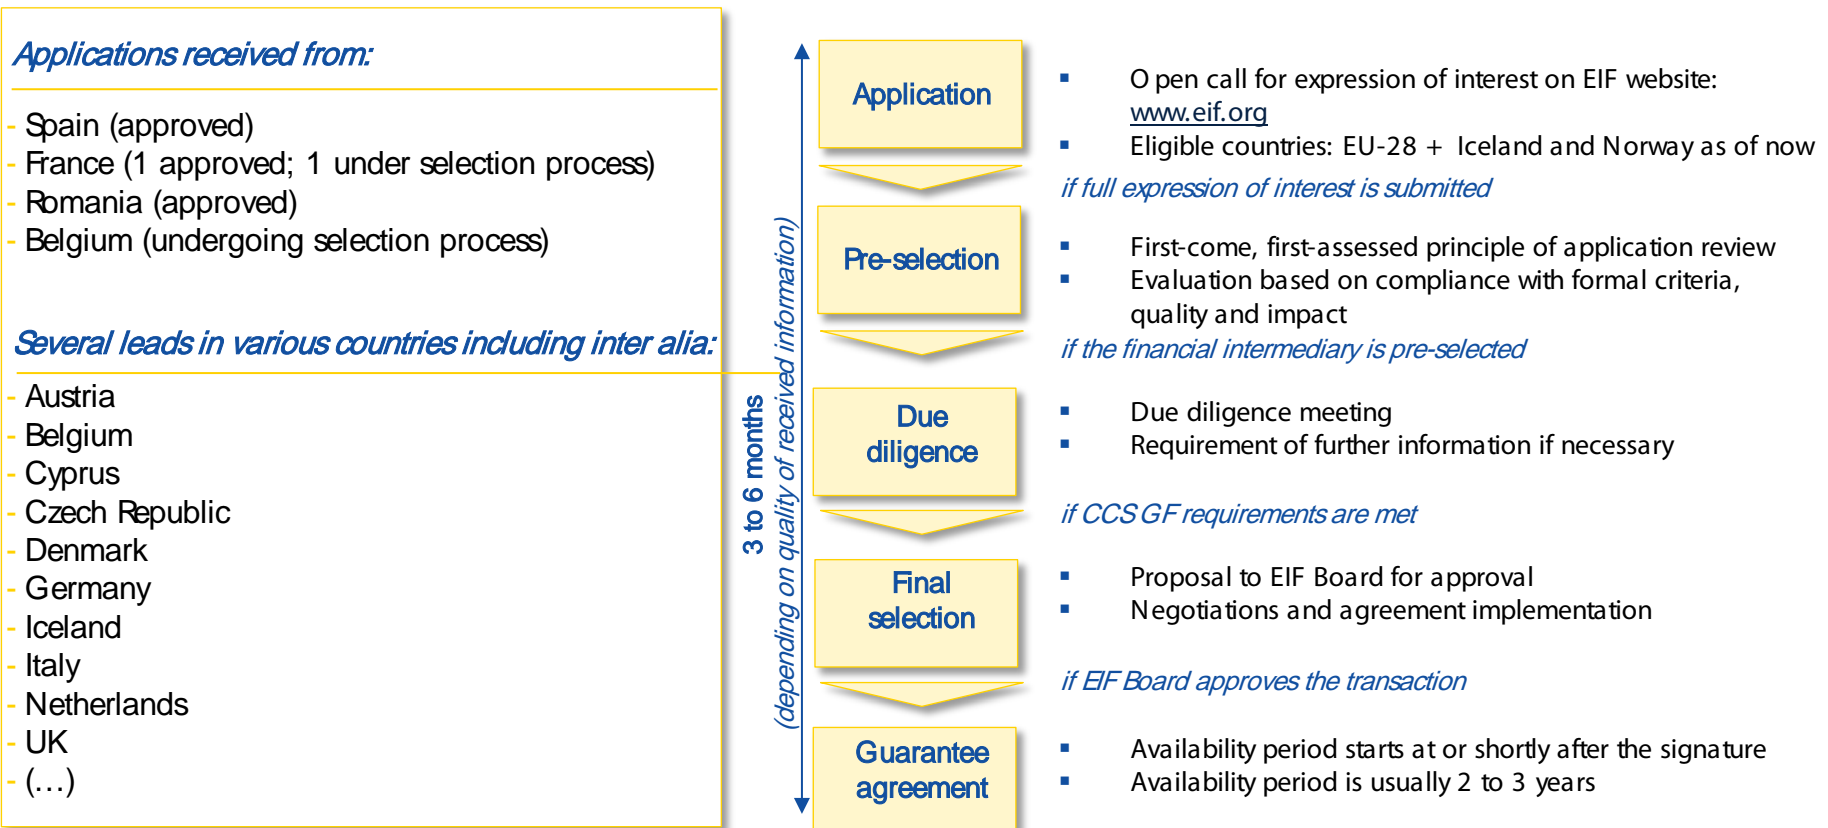 Applications received from:
- Spain (approved)
- France (1 approved; 1 under selection process)
- Romania (approved)
- Belgium (undergoing selection process)
Several leads in various countries including inter alia:
- Austria
- Belgium
- Cyprus
- Czech Republic
- Denmark
- Germany
- Iceland
- Italy
- Netherlands
- UK
- (...)
3 to 6 months
(depending on quality of received information)
Application
▪ Open call for expression of interest on EIF website:
www.eif.org
▪ Eligible countries: EU-28 + Iceland and Norway as of now
if full expression of interest is submitted
Pre-selection
▪ First-come, first-assessed principle of application review
▪ Evaluation based on compliance with formal criteria,
quality and impact
if the financial intermediary is pre-selected
Due
diligence
▪ Due diligence meeting
▪ Requirement of further information if necessary
if CCS GF requirements are met
Final
selection
▪ Proposal to EIF Board for approval
▪ Negotiations and agreement implementation
if EIF Board approves the transaction
Guarantee
agreement
▪ Availability period starts at or shortly after the signature
▪ Availability period is usually 2 to 3 years